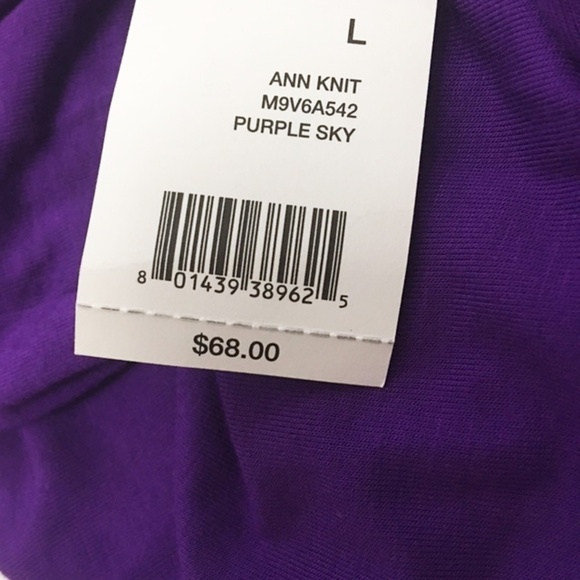 L
ANN KNIT
M9V6A542
PURPLE SKY
8 01439 38962 5
$68.00